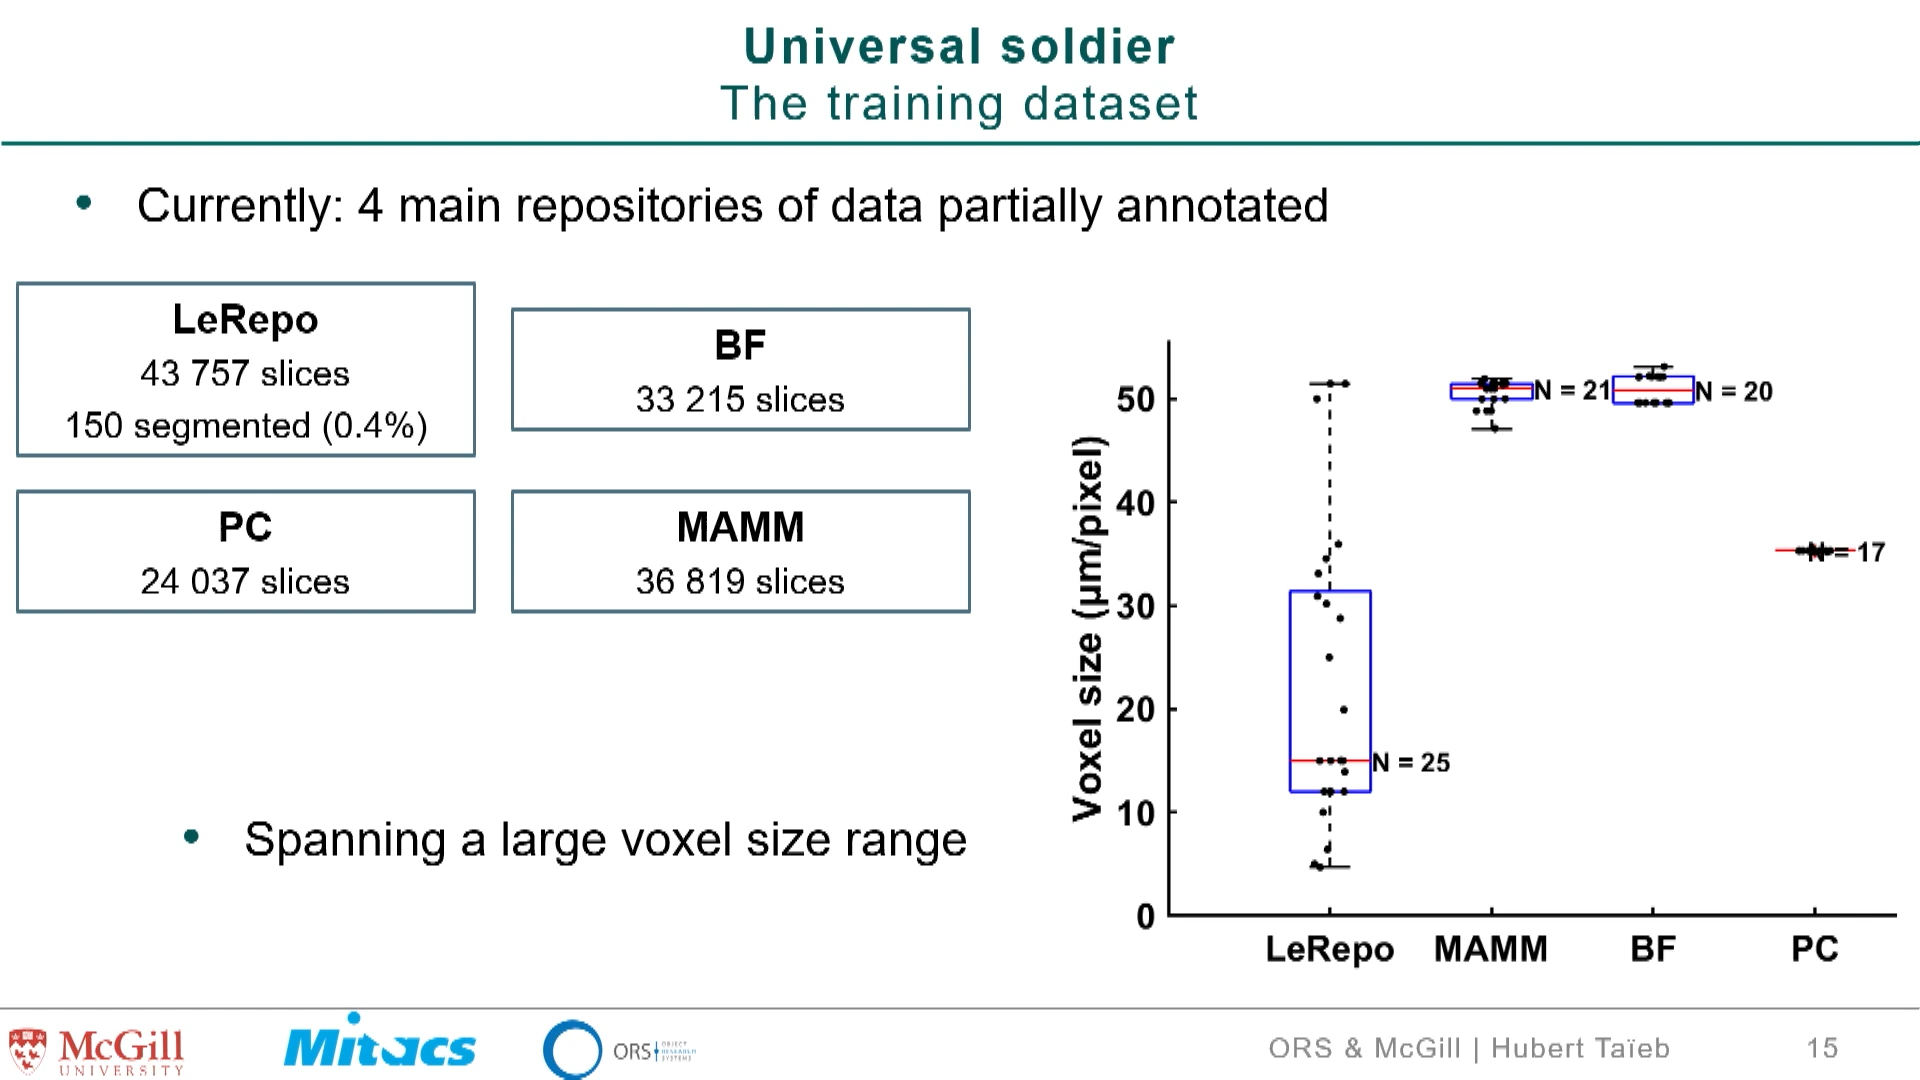 Universal soldier
The training dataset
• Currently: 4 main repositories of data partially annotated
LeRepo
43 757 slices
150 segmented (0.4%)
BF
33 215 slices
PC
24 037 slices
MAMM
36 819 slices
• Spanning a large voxel size range
Voxel size (µm/pixel)
50
40
30
20
10
0
N = 25
N = 21
N = 20
N = 17
LeRepo MAMM BF PC
McGill
UNIVERSITY
Mitacs
ORS
OBJECT
RESEARCH
SYSTEMS
ORS & McGill | Hubert Taïeb
15